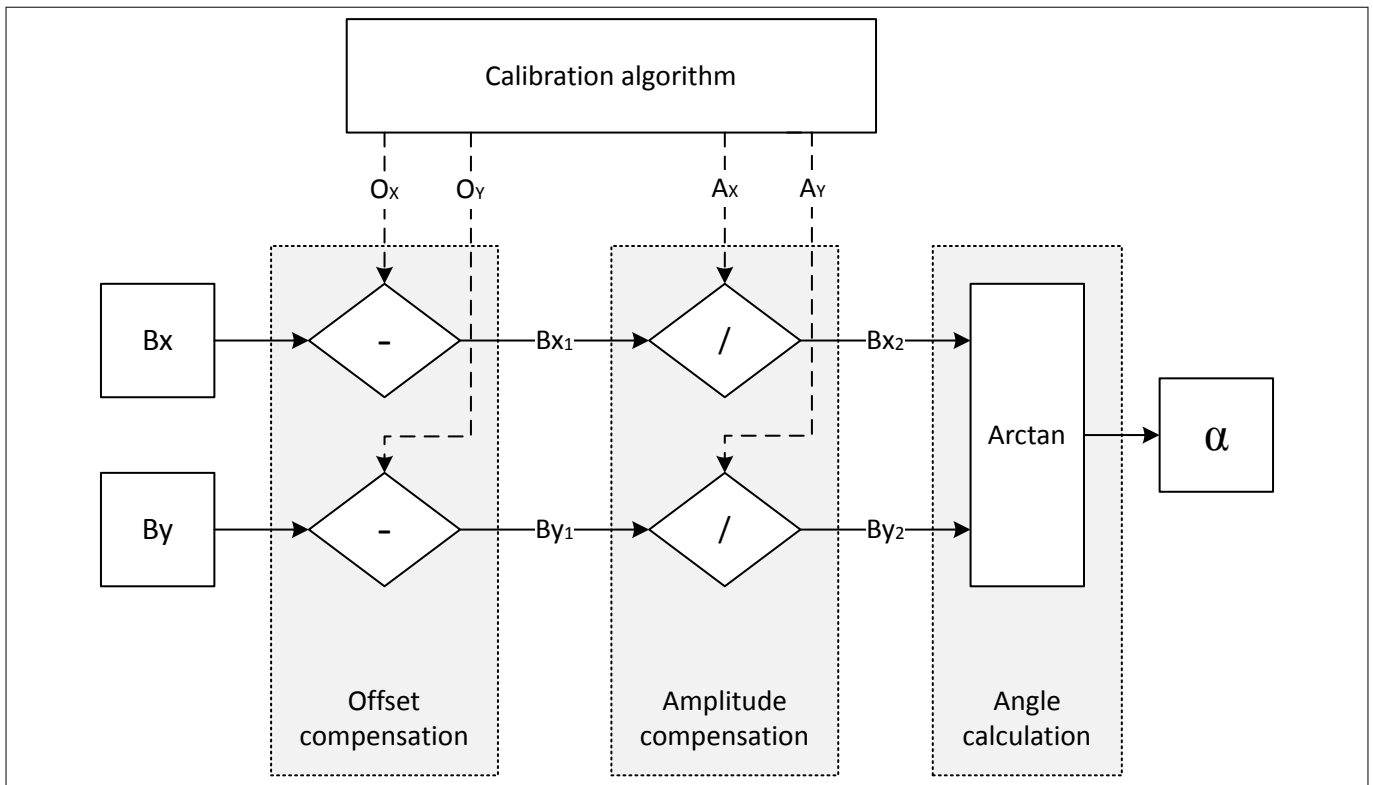 Calibration algorithm
Ox Oy Ax Ay
Bx - Bx₁ / Bx₂
Arctan α
By - By₁ / By₂
Offset compensation
Amplitude compensation
Angle calculation